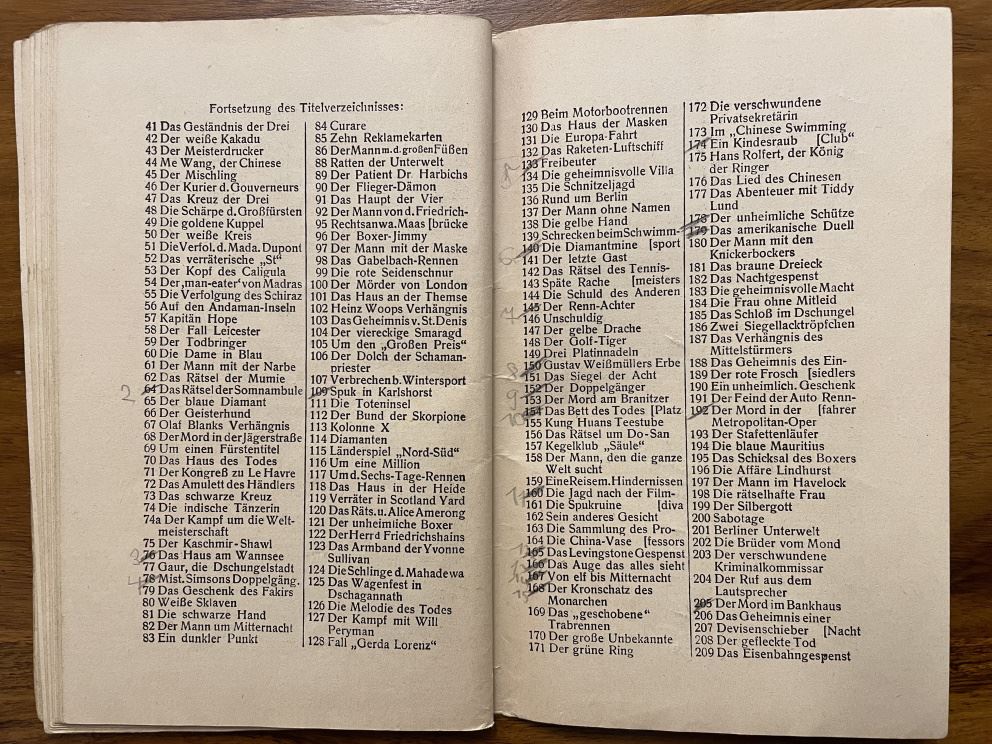 Fortsetzung des Titelverzeichnisses:
41 Das Geständnis der Drei
42 Der weiße Kakadu
43 Der Meisterdrucker
44 Me Wang, der Chinese
45 Der Mischling
46 Der Kurier d. Gouverneurs
47 Das Kreuz der Drei
48 Die Schärpe d. Großfürsten
49 Die goldene Kuppel
50 Der weiße Kreis
51 Die Verfol. d. Mada. Dupont
52 Das verräterische „St“
53 Der Kopf des Caligula
54 Der ‚man-eater‘ von Madras
55 Die Verfolgung des Schiraz
56 Auf den Andaman-Inseln
57 Kapitän Hope
58 Der Fall Leicester
59 Der Todbringer
60 Die Dame in Blau
61 Der Mann mit der Narbe
62 Das Rätsel der Mumie
64 Das Rätsel der Somnambule
65 Der blaue Diamant
66 Der Geisterhund
67 Olaf Blanks Verhängnis
68 Der Mord in der Jägerstraße
69 Um einen Fürstentitel
70 Das Haus des Todes
71 Der Kongreß zu Le Havre
72 Das Amulett des Händlers
73 Das schwarze Kreuz
74 Die indische Tänzerin
74a Der Kampf um die Welt-
meisterschaft
75 Der Kaschmir-Shawl
76 Das Haus am Wannsee
77 Gaur, die Dschungelstadt
78 Mist. Simsons Doppelgäng.
79 Das Geschenk des Fakirs
80 Weiße Sklaven
81 Die schwarze Hand
82 Der Mann um Mitternacht
83 Ein dunkler Punkt
84 Curare
85 Zehn Reklamekarten
86 Der Mann m. d. großen Füßen
88 Ratten der Unterwelt
89 Der Patient Dr Harbichs
90 Der Flieger-Dämon
91 Das Haupt der Vier
92 Der Mann von d. Friedrich-
95 Rechtsanwa. Maas [brücke
96 Der Boxer-Jimmy
97 Der Mann mit der Maske
98 Das Gabelbach-Rennen
99 Die rote Seidenschnur
100 Der Mörder von London
101 Das Haus an der Themse
102 Heinz Woops Verhängnis
103 Das Geheimnis v. St. Denis
104 Der viereckige Smaragd
105 Um den „Großen Preis“
106 Der Dolch der Schaman-
priester
107 Verbrechen b. Wintersport
109 Spuk in Karlshorst
111 Die Toteninsel
112 Der Bund der Skorpione
113 Kolonne X
114 Diamanten
115 Länderspiel „Nord-Süd“
116 Um eine Million
117 Um d. Sechs-Tage-Rennen
118 Das Haus in der Heide
119 Verräter in Scotland Yard
120 Das Räts. u. Alice Amerong
121 Der unheimliche Boxer
122 Der Herr d Friedrichshains
123 Das Armband der Yvonne
Sullivan
124 Die Schlinge d. Mahadewa
125 Das Wagenfest in
Dschagannath
126 Die Melodie des Todes
127 Der Kampf mit Will
Peryman
128 Fall „Gerda Lorenz“
129 Beim Motorbootrennen
130 Das Haus der Masken
131 Die Europa-Fahrt
132 Das Raketen-Luftschiff
133 Freibeuter
134 Die geheimnisvolle Villa
135 Die Schnitzeljagd
136 Rund um Berlin
137 Der Mann ohne Namen
138 Die gelbe Hand
139 Schrecken beim Schwimm-
140 Die Diamantmine [sport
141 Der letzte Gast
142 Das Rätsel des Tennis-
143 Späte Rache [meisters
144 Die Schuld des Anderen
145 Der Renn-Achter
146 Unschuldig
147 Der gelbe Drache
148 Der Golf-Tiger
149 Drei Platinnadeln
150 Gustav Weißmüllers Erbe
151 Das Siegel der Acht
152 Der Doppelgänger
153 Der Mord am Branitzer
154 Das Bett des Todes [Platz
155 Kung Huans Teestube
156 Das Rätsel um Do-San
157 Kegelklub „Säule“
158 Der Mann, den die ganze
Welt sucht
159 Eine Reise m. Hindernissen
160 Die Jagd nach der Film-
161 Die Spukruine [diva
162 Sein anderes Gesicht
163 Die Sammlung des Pro-
164 Die China-Vase [fessors
165 Das Levingstone Gespenst
166 Das Auge das alles sieht
167 Von elf bis Mitternacht
168 Der Kronschatz des
Monarchen
169 Das „geschobene“
Trabrennen
170 Der große Unbekannte
171 Der grüne Ring
172 Die verschwundene
Privatsekretärin
173 Im „Chinese Swimming
174 Ein Kindesraub [Club“
175 Hans Rolfert, der König
der Ringer
176 Das Lied des Chinesen
177 Das Abenteuer mit Tiddy
Lund
178 Der unheimliche Schütze
179 Das amerikanische Duell
180 Der Mann mit den
Knickerbockers
181 Das braune Dreieck
182 Das Nachtgespenst
183 Die geheimnisvolle Macht
184 Die Frau ohne Mitleid
185 Das Schloß im Dschungel
186 Zwei Siegellacktröpfchen
187 Das Verhängnis des
Mittelstürmers
188 Das Geheimnis des Ein-
189 Der rote Frosch [siedlers
190 Ein unheimlich. Geschenk
191 Der Feind der Auto Renn-
192 Der Mord in der [fahrer
Metropolitan-Oper
193 Der Stafettenläufer
194 Die blaue Mauritius
195 Das Schicksal des Boxers
196 Die Affäre Lindhurst
197 Der Mann im Havelock
198 Die rätselhafte Frau
199 Der Silbergott
200 Sabotage
201 Berliner Unterwelt
202 Die Brüder vom Mond
203 Der verschwundene
Kriminalkommissar
204 Der Ruf aus dem
Lautsprecher
205 Der Mord im Bankhaus
206 Das Geheimnis einer
207 Devisenschieber [Nacht
208 Der gefleckte Tod
209 Das Eisenbahngespenst